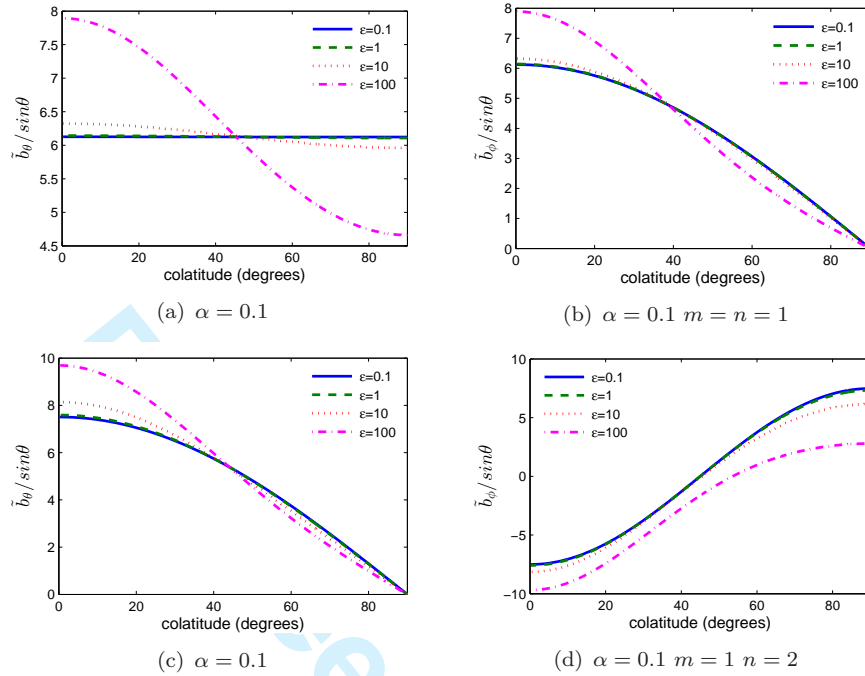 8
7.5
7
6.5
6
5.5
5
4.5
0 20 40 60 80
b̃θ/sinθ
colatitude (degrees)
ε=0.1
ε=1
ε=10
ε=100
(a) α = 0.1
8
7
6
5
4
3
2
1
0
0 20 40 60 80
b̃ϕ/sinθ
colatitude (degrees)
ε=0.1
ε=1
ε=10
ε=100
(b) α = 0.1 m = n = 1
10
8
6
4
2
0
0 20 40 60 80
b̃θ/sinθ
colatitude (degrees)
ε=0.1
ε=1
ε=10
ε=100
(c) α = 0.1
10
5
0
−5
−10
0 20 40 60 80
b̃ϕ/sinθ
colatitude (degrees)
ε=0.1
ε=1
ε=10
ε=100
(d) α = 0.1 m = 1 n = 2